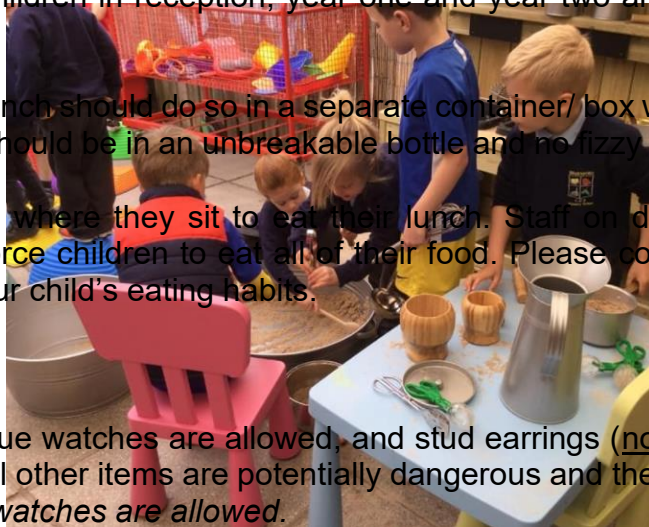 children in reception, year one and year two
nch should do so in a separate container/ box
hould be in an unbreakable bottle and no fizzy
where they sit to eat their lunch. Staff on d
rce children to eat all of their food. Please co
ur child's eating habits.
ue watches are allowed, and stud earrings (no
l other items are potentially dangerous and the
watches are allowed.